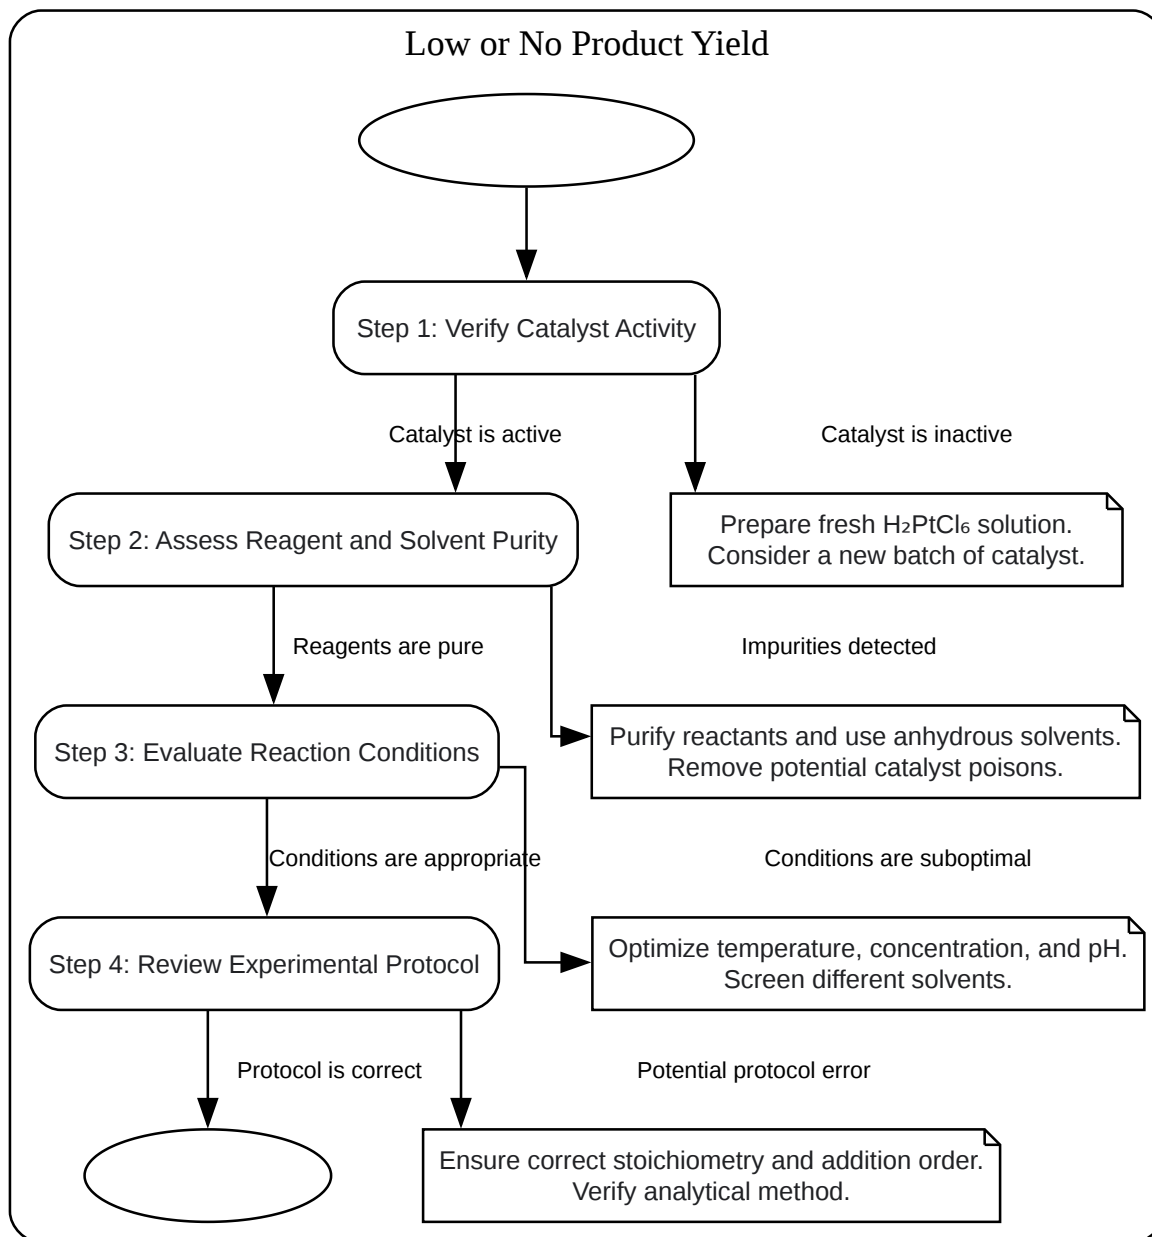 Low or No Product Yield
Step 1: Verify Catalyst Activity
Catalyst is active
Catalyst is inactive
Prepare fresh H₂PtCl₆ solution.
Consider a new batch of catalyst.
Step 2: Assess Reagent and Solvent Purity
Reagents are pure
Impurities detected
Purify reactants and use anhydrous solvents.
Remove potential catalyst poisons.
Step 3: Evaluate Reaction Conditions
Conditions are appropriate
Conditions are suboptimal
Optimize temperature, concentration, and pH.
Screen different solvents.
Step 4: Review Experimental Protocol
Protocol is correct
Potential protocol error
Ensure correct stoichiometry and addition order.
Verify analytical method.